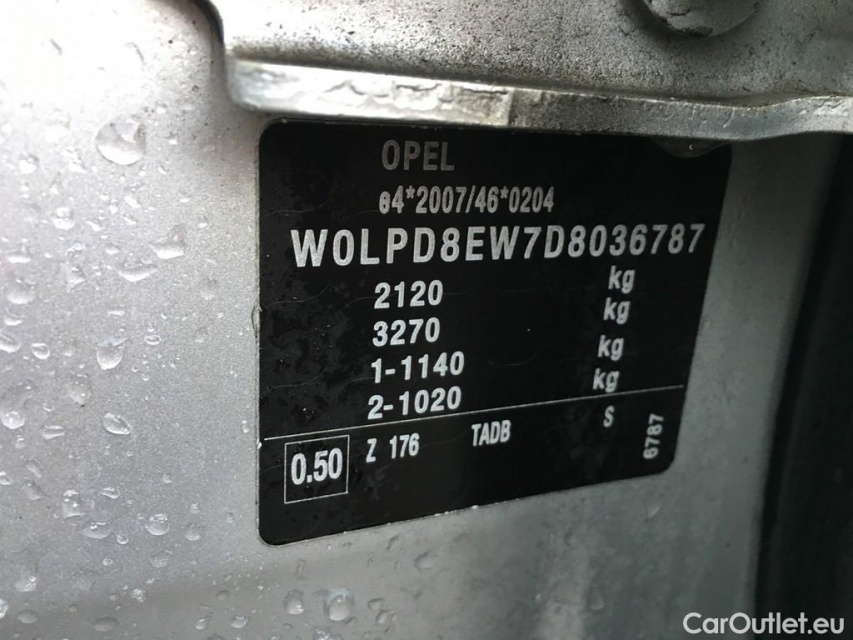 OPEL
e4*2007/46*0204
W0LPD8EW7D8036787
2120 kg
3270 kg
1-1140 kg
2-1020 kg
0.50 Z 176 TADB S 6787
CarOutlet.eu